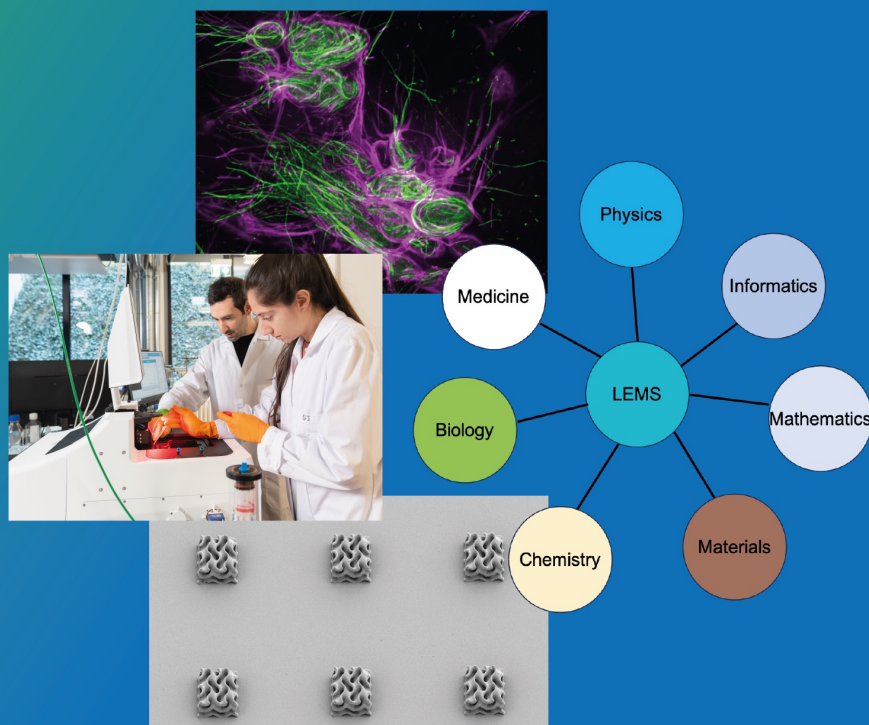 Physics
Informatics
Medicine
LEMS
Mathematics
Biology
Materials
Chemistry